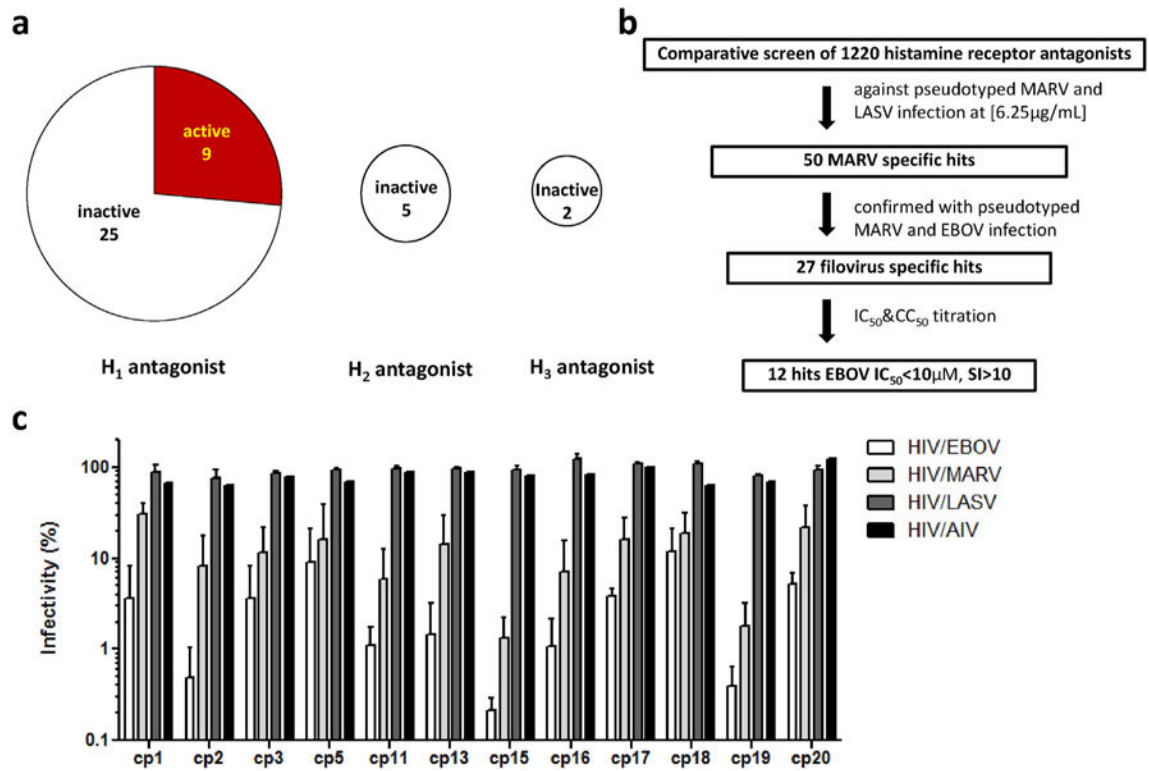 a
active
9
inactive
25
inactive
5
Inactive
2
H₁ antagonist
H₂ antagonist
H₃ antagonist
b
Comparative screen of 1220 histamine receptor antagonists
against pseudotyped MARV and
LASV infection at [6.25μg/mL]
50 MARV specific hits
confirmed with pseudotyped
MARV and EBOV infection
27 filovirus specific hits
IC₅₀&CC₅₀ titration
12 hits EBOV IC₅₀<10μM, SI>10
c
Infectivity (%)
100
10
1
0.1
cp1 cp2 cp3 cp5 cp11 cp13 cp15 cp16 cp17 cp18 cp19 cp20
HIV/EBOV
HIV/MARV
HIV/LASV
HIV/AIV